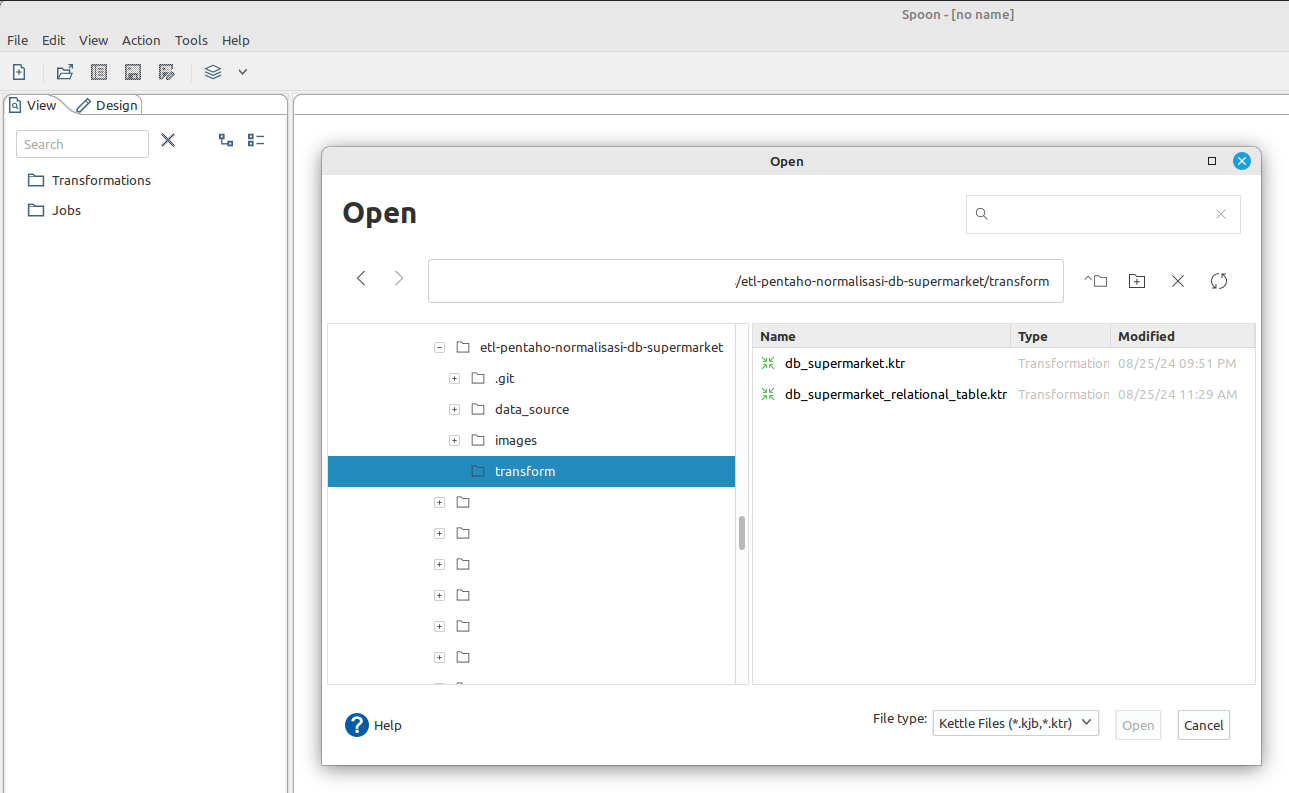 Spoon - [no name]
File Edit View Action Tools Help
View Design
Search
Transformations
Jobs
Open
Open
/etl-pentaho-normalisasi-db-supermarket/transform
etl-pentaho-normalisasi-db-supermarket
.git
data_source
images
transform
Name Type Modified
db_supermarket.ktr Transformation 08/25/24 09:51 PM
db_supermarket_relational_table.ktr Transformation 08/25/24 11:29 AM
Help
File type: Kettle Files (*.kjb,*.ktr) Open Cancel